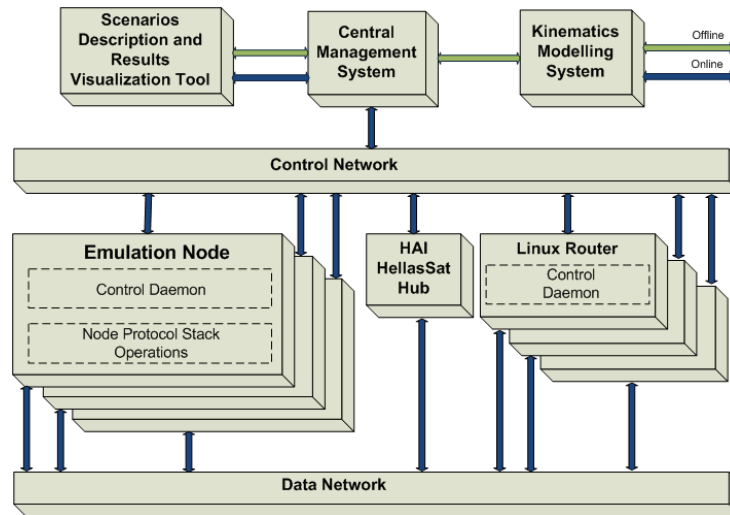 Scenarios
Description and
Results
Visualization Tool
Central
Management
System
Kinematics
Modelling
System
Offline
Online
Control Network
Emulation Node
Control Daemon
Node Protocol Stack
Operations
HAI
HellasSat
Hub
Linux Router
Control
Daemon
Data Network